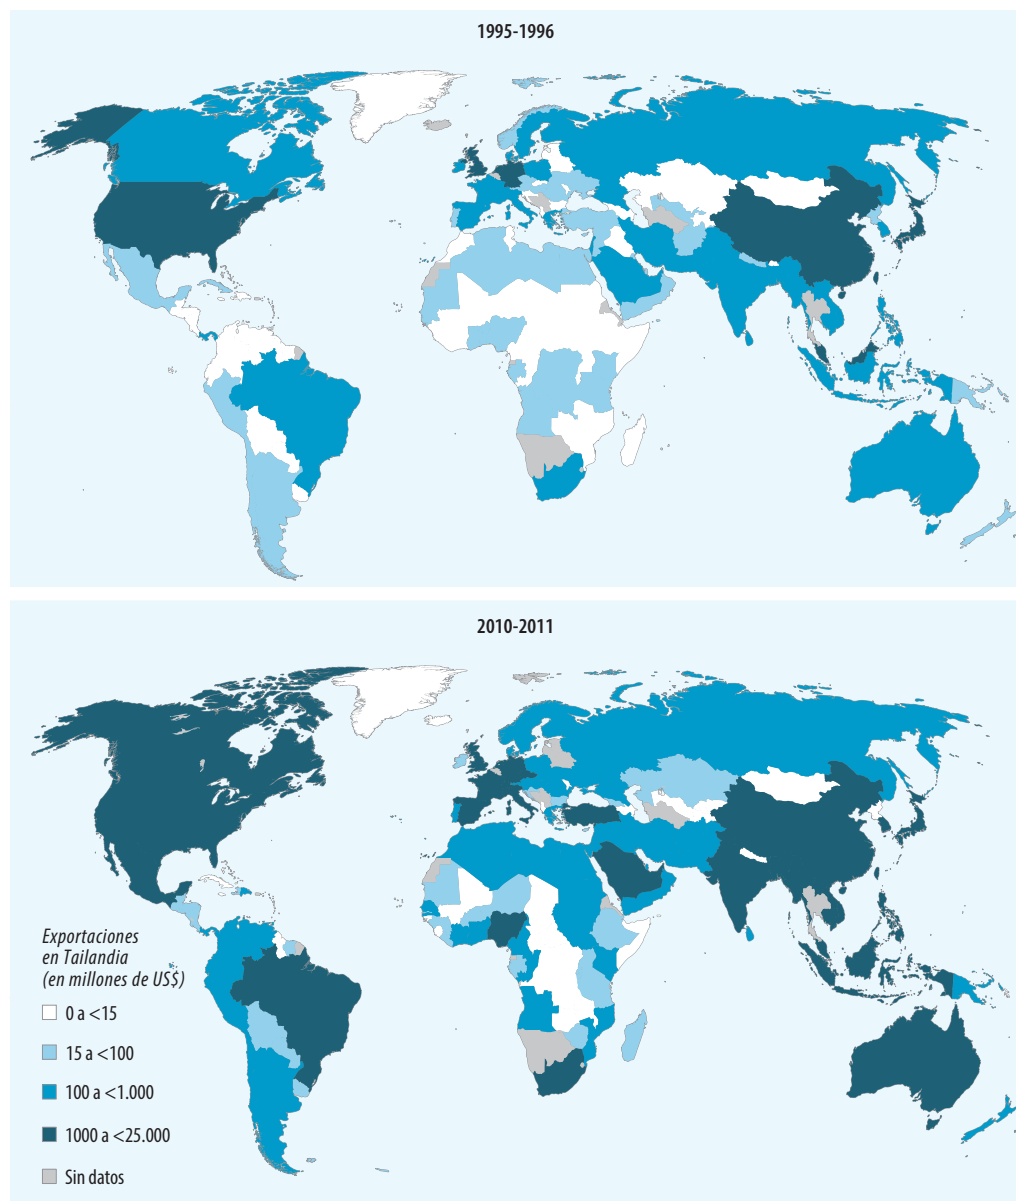 1995-1996
2010-2011
Exportaciones
en Tailandia
(en millones de US$)
0 a <15
15 a <100
100 a <1.000
1000 a <25.000
Sin datos